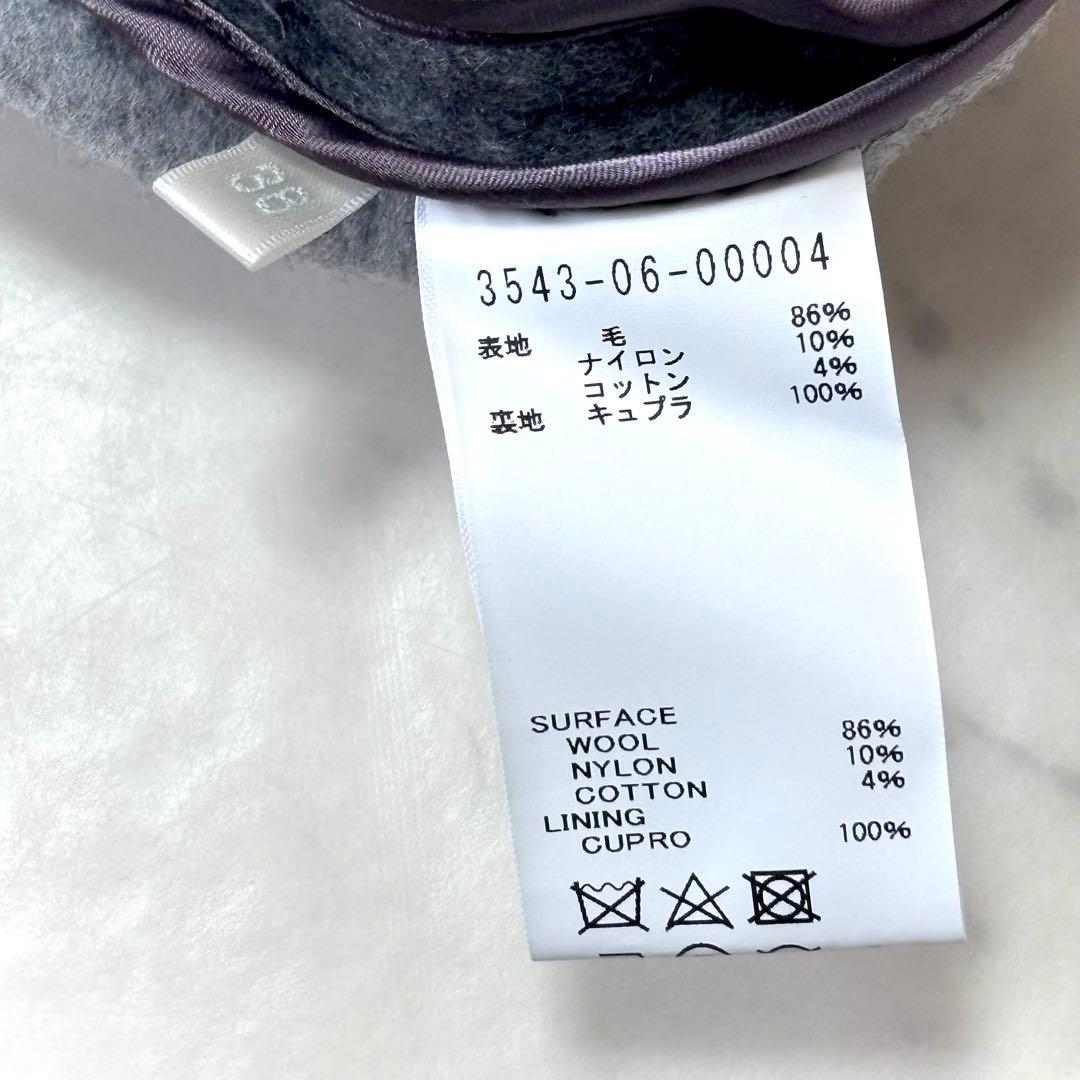 38
3543-06-00004
表地 毛 86%
ナイロン 10%
コットン 4%
裏地 キュプラ 100%
SURFACE
WOOL 86%
NYLON 10%
COTTON 4%
LINING
CUPRO 100%